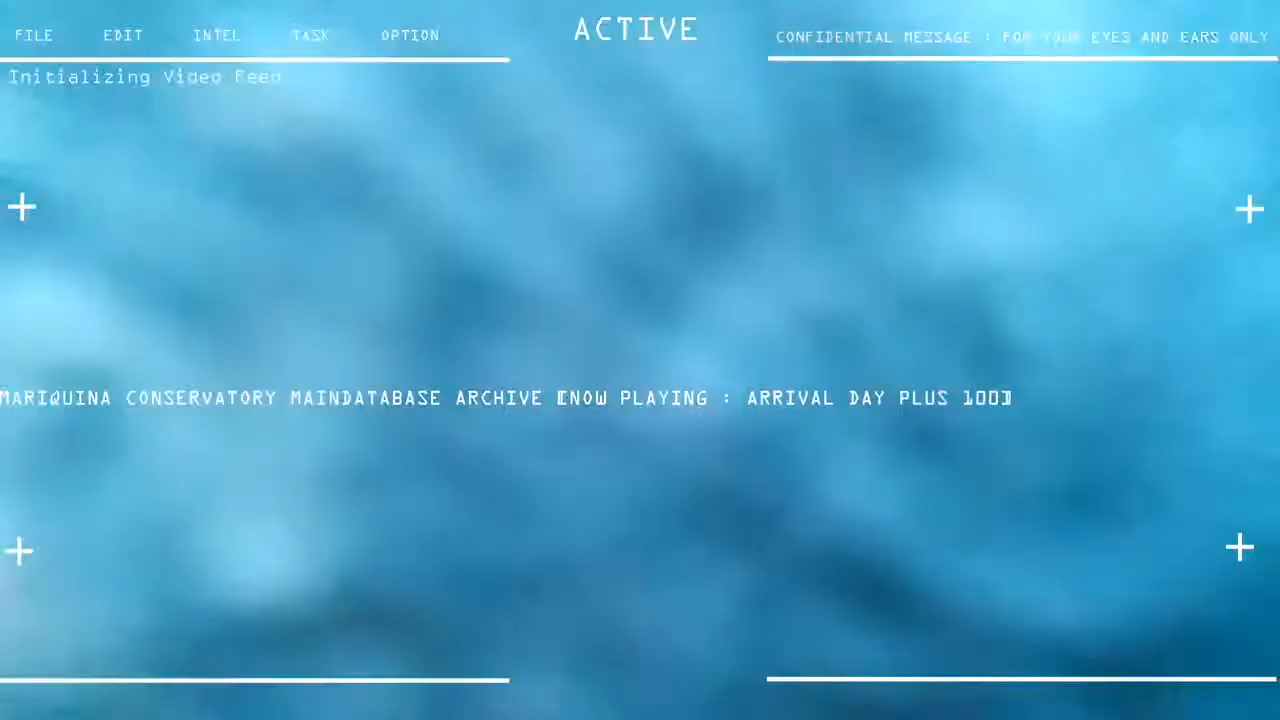 FILE EDIT INTEL TASK OPTION
ACTIVE
CONFIDENTIAL MESSAGE : FOR YOUR EYES AND EARS ONLY
Initializing Video Feed
MARIQUINA CONSERVATORY MAINDATABASE ARCHIVE [NOW PLAYING : ARRIVAL DAY PLUS 100]